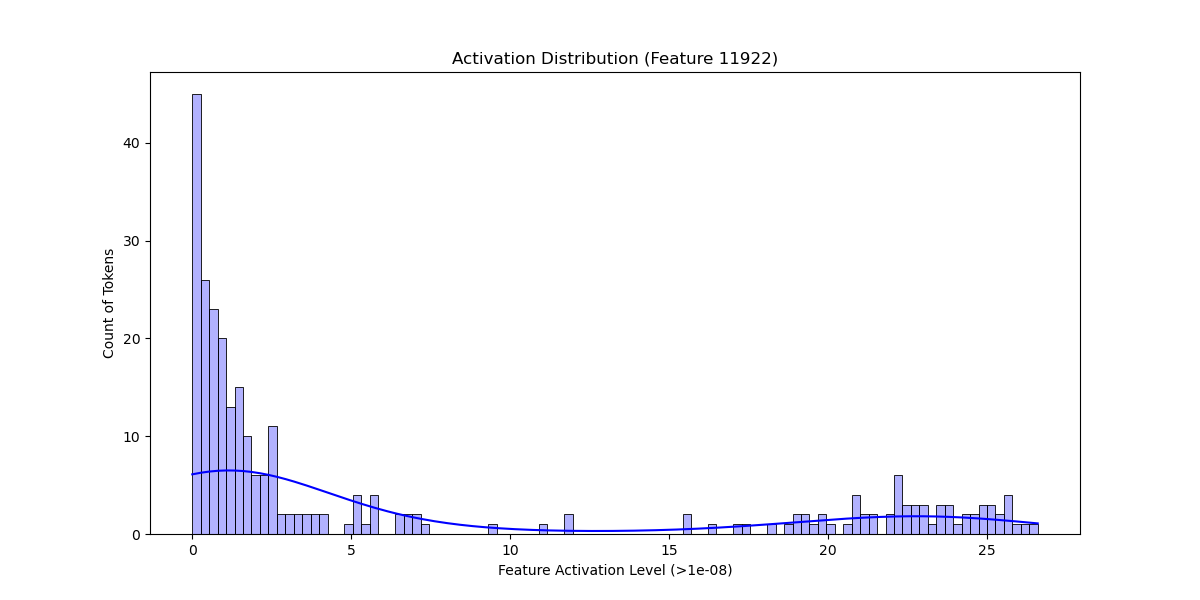 Activation Distribution (Feature 11922)
Count of Tokens
40
30
20
10
0
0 5 10 15 20 25
Feature Activation Level (>1e-08)